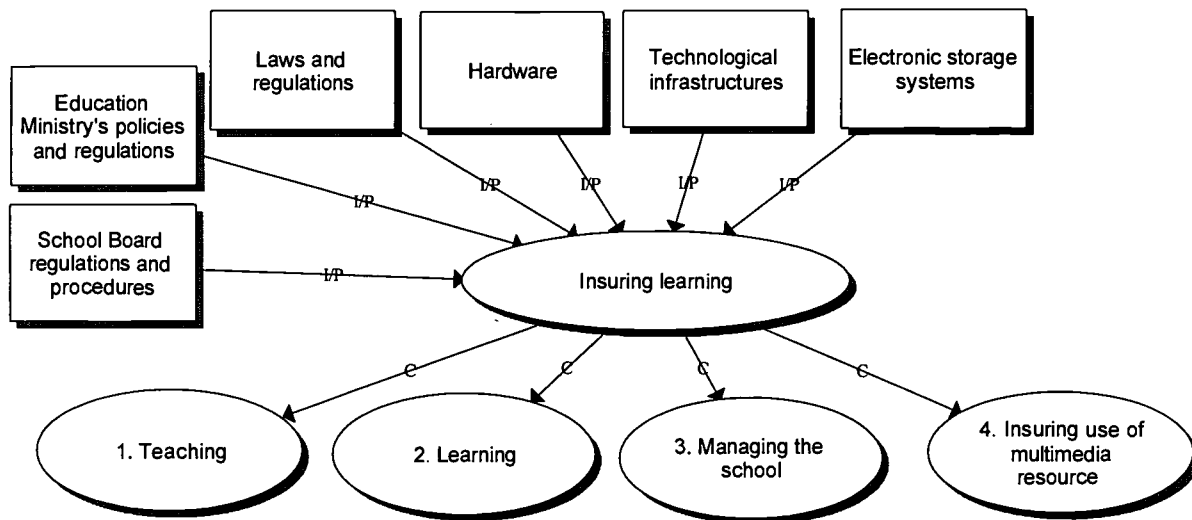 Laws and
regulations
Hardware
Technological
infrastructures
Electronic storage
systems
Education
Ministry's policies
and regulations
I/P
I/P
I/P
I/P
I/P
School Board
regulations and
procedures
I/P
Insuring learning
C
C
C
C
1. Teaching
2. Learning
3. Managing the
school
4. Insuring use of
multimedia
resource